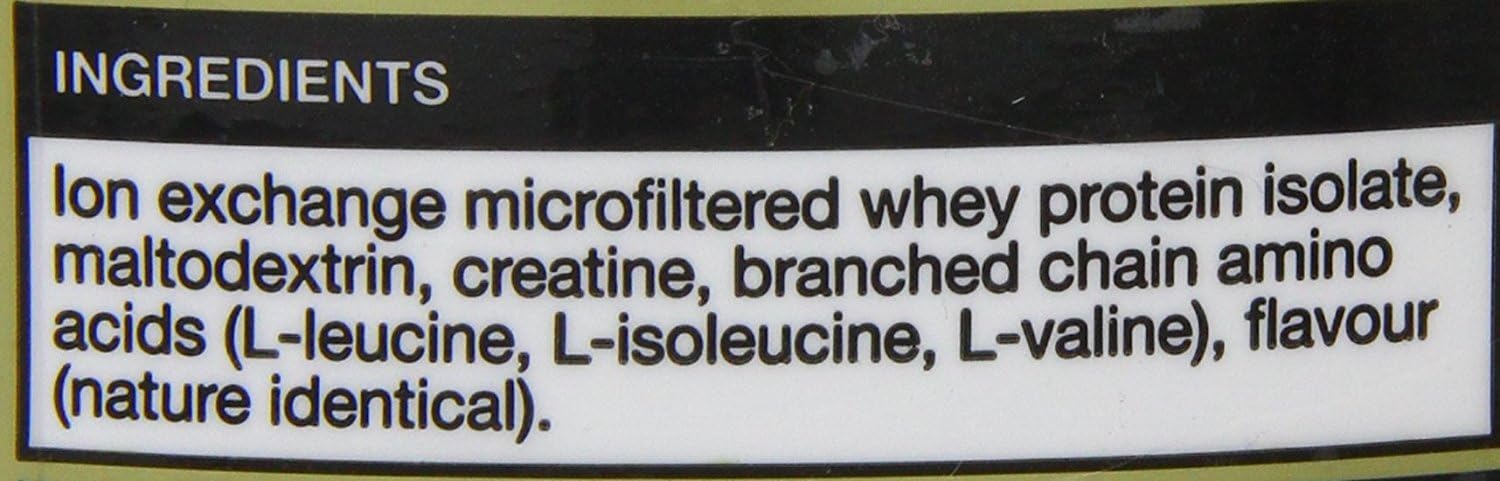 INGREDIENTS
Ion exchange microfiltered whey protein isolate,
maltodextrin, creatine, branched chain amino
acids (L-leucine, L-isoleucine, L-valine), flavour
(nature identical).